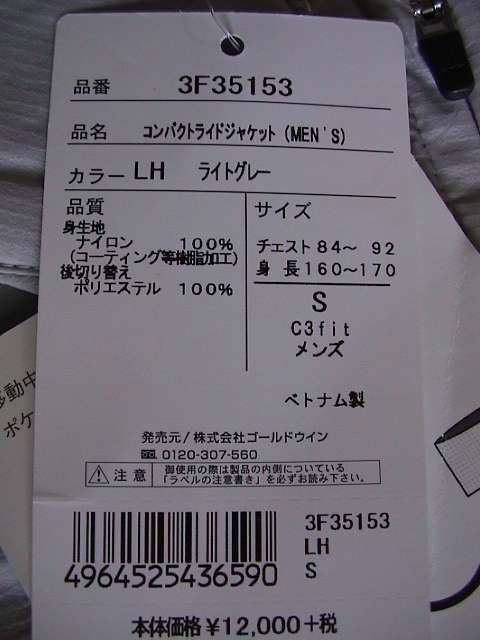 品番 3F35153
品名 コンパクトライドジャケット(MEN'S)
カラー LH ライトグレー
品質
身生地
ナイロン 100%
(コーティング等樹脂加工)
後切り替え
ポリエステル 100%
サイズ
チェスト84～ 92
身 長160～170
S
C3fit
メンズ
ベトナム製
発売元/株式会社ゴールドウイン
☎ 0120-307-560
⚠ 注意 御使用の際は製品の内側についている
「ラベルの注意書き」を必ずお読み下さい。
3F35153
LH
S
4964525436590
本体価格¥12,000+税
移動中
ポケ